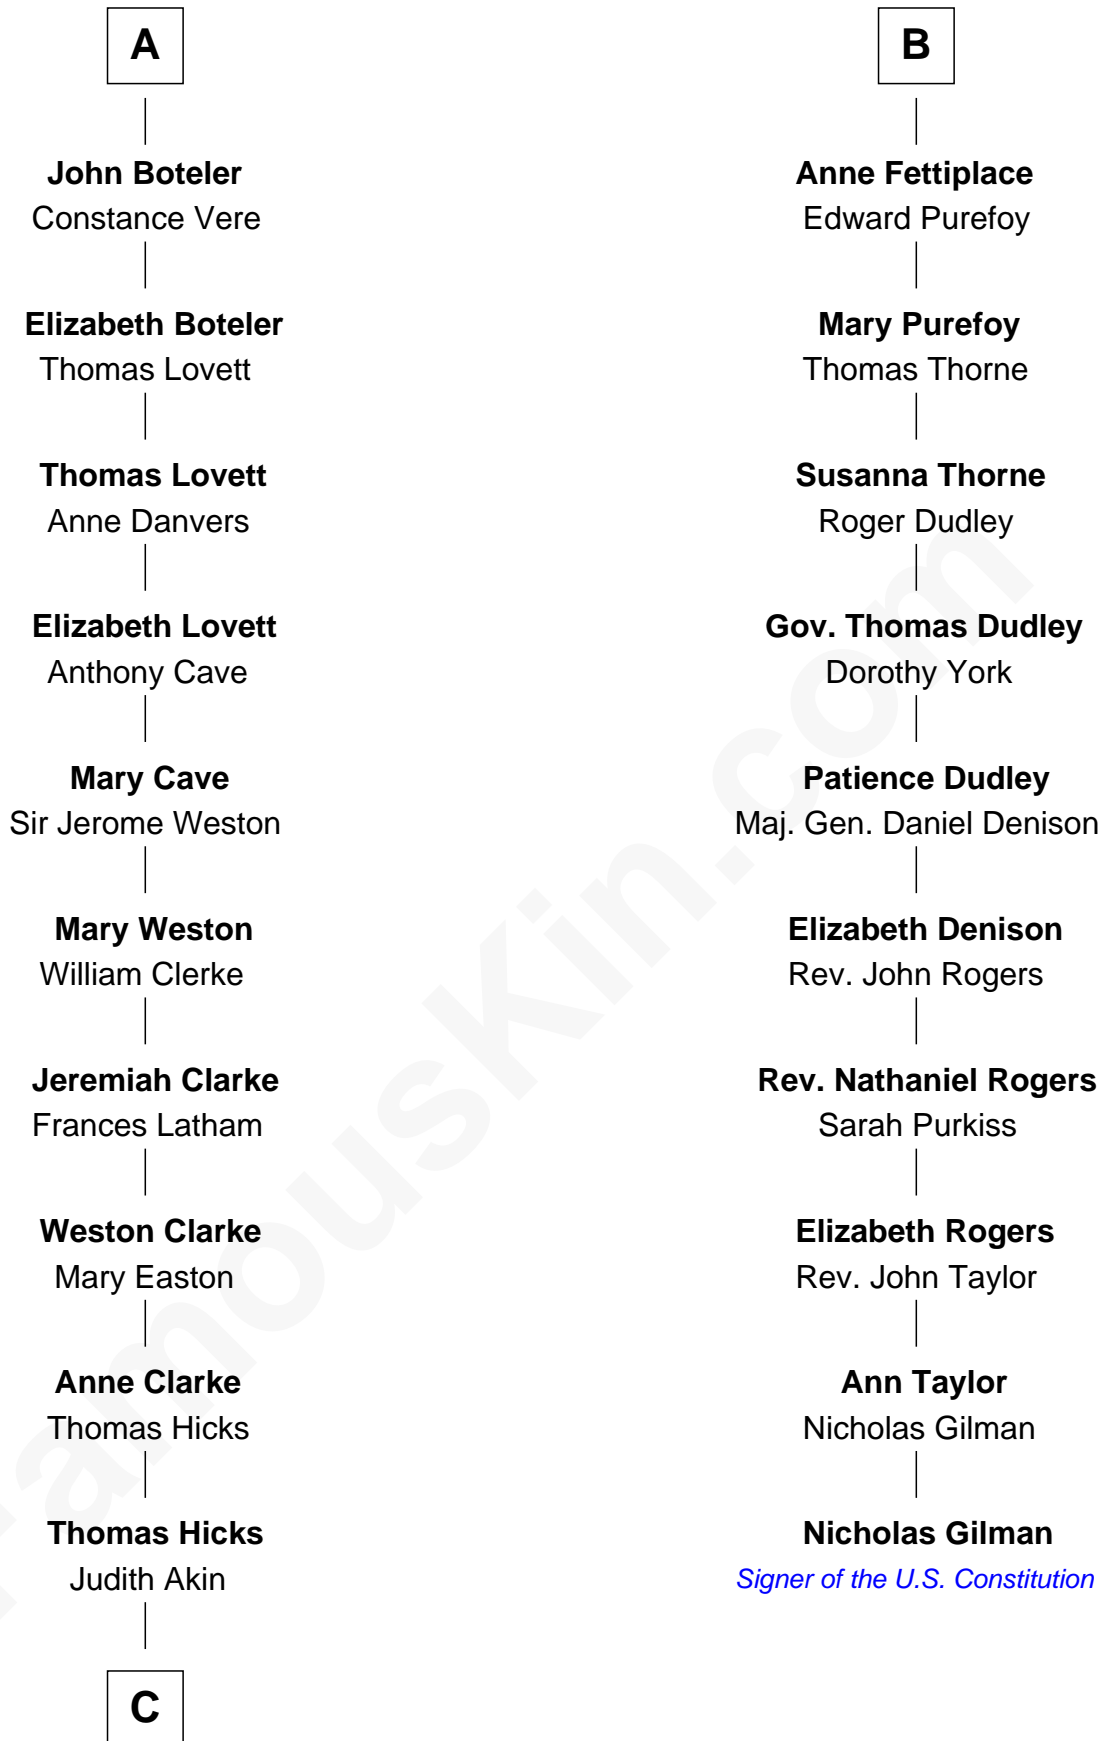 A
John Boteler
Constance Vere
Elizabeth Boteler
Thomas Lovett
Thomas Lovett
Anne Danvers
Elizabeth Lovett
Anthony Cave
Mary Cave
Sir Jerome Weston
Mary Weston
William Clerke
Jeremiah Clarke
Frances Latham
Weston Clarke
Mary Easton
Anne Clarke
Thomas Hicks
Thomas Hicks
Judith Akin
C
B
Anne Fettiplace
Edward Purefoy
Mary Purefoy
Thomas Thorne
Susanna Thorne
Roger Dudley
Gov. Thomas Dudley
Dorothy York
Patience Dudley
Maj. Gen. Daniel Denison
Elizabeth Denison
Rev. John Rogers
Rev. Nathaniel Rogers
Sarah Purkiss
Elizabeth Rogers
Rev. John Taylor
Ann Taylor
Nicholas Gilman
Nicholas Gilman
Signer of the U.S. Constitution
FamousKin.com